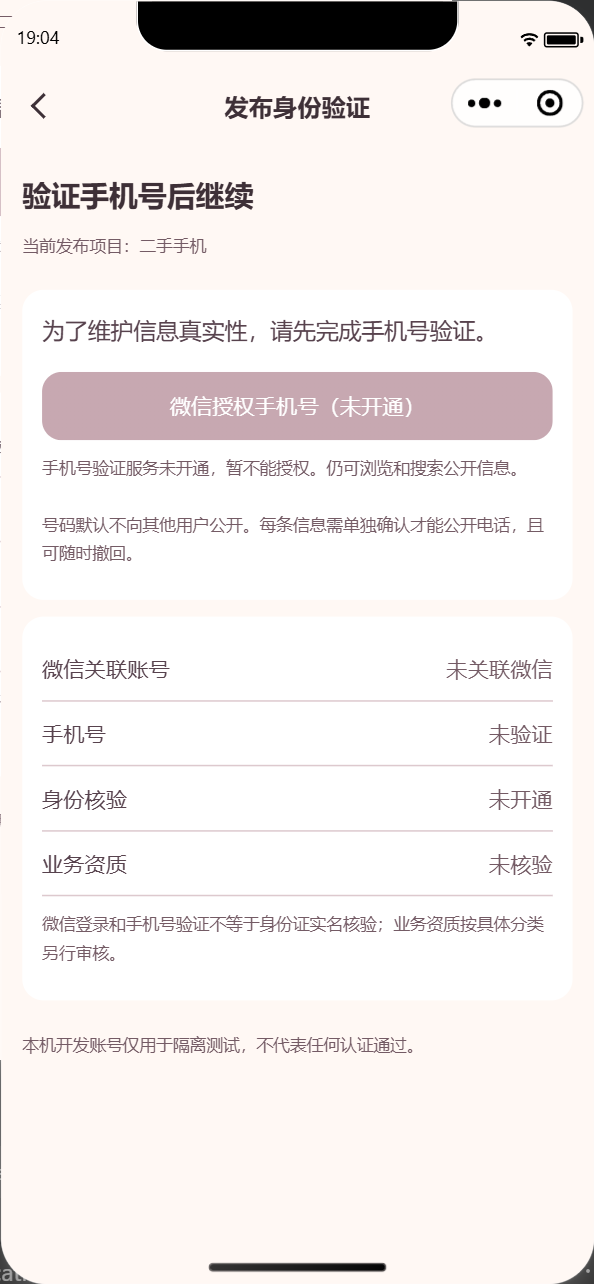 19:04
发布身份验证
验证手机号后继续
当前发布项目：二手手机
为了维护信息真实性，请先完成手机号验证。
微信授权手机号（未开通）
手机号验证服务未开通，暂不能授权。仍可浏览和搜索公开信息。
号码默认不向其他用户公开。每条信息需单独确认才能公开电话，且
可随时撤回。
微信关联账号 未关联微信
手机号 未验证
身份核验 未开通
业务资质 未核验
微信登录和手机号验证不等于身份证实名核验；业务资质按具体分类
另行审核。
本机开发账号仅用于隔离测试，不代表任何认证通过。